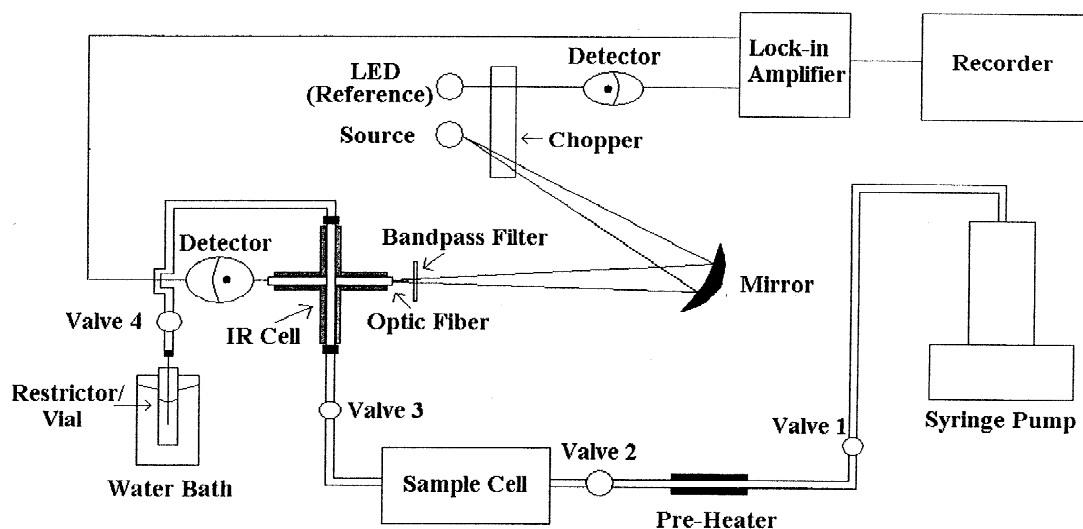 LED
(Reference)
Detector
Lock-in
Amplifier
Recorder
Source
Chopper
Detector
Bandpass Filter
Mirror
Optic Fiber
IR Cell
Valve 4
Restrictor/
Vial
Valve 3
Valve 1
Syringe Pump
Valve 2
Sample Cell
Water Bath
Pre-Heater